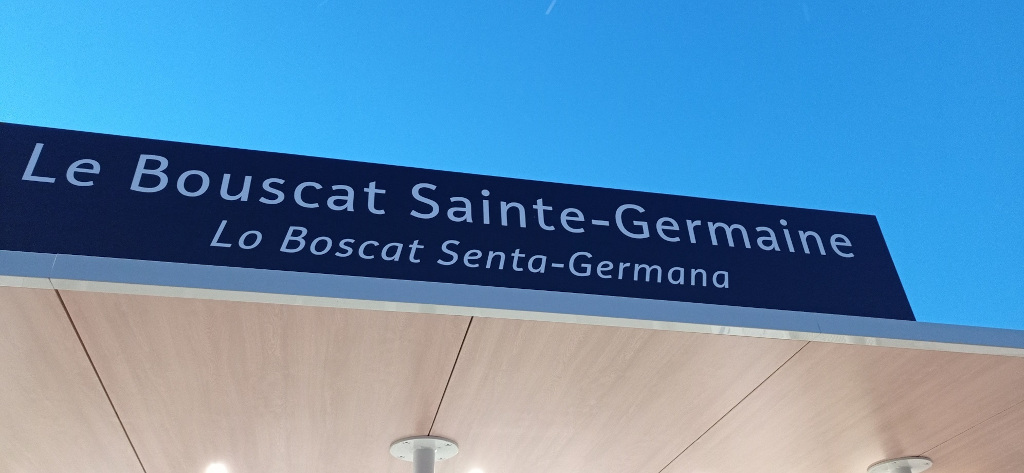 Le Bouscat Sainte-Germaine
Lo Boscat Senta-Germana